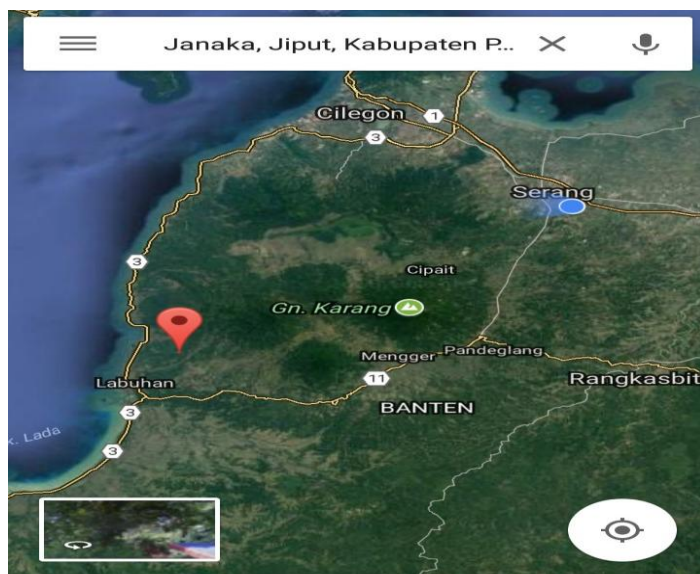 Janaka, Jiput, Kabupaten P...
Cilegon
1
3
Serang
3
Cipait
Gn. Karang
Mengger
Pandeglang
Labuhan
11
Rangkasbit
3
BANTEN
k. Lada
3